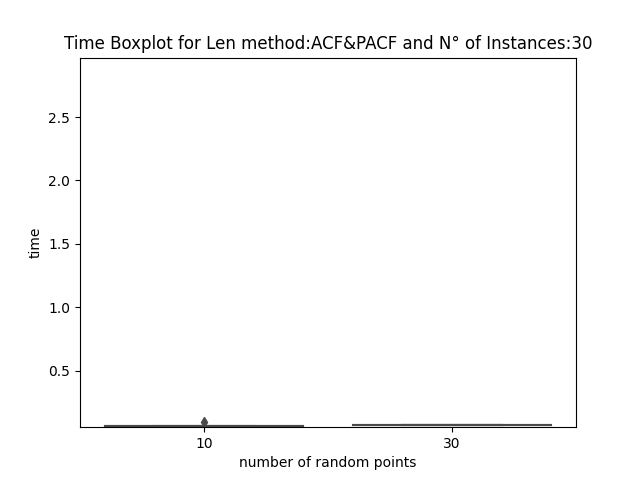 Time Boxplot for Len method:ACF&PACF and N° of Instances:30
2.5
2.0
1.5
1.0
0.5
time
10
30
number of random points